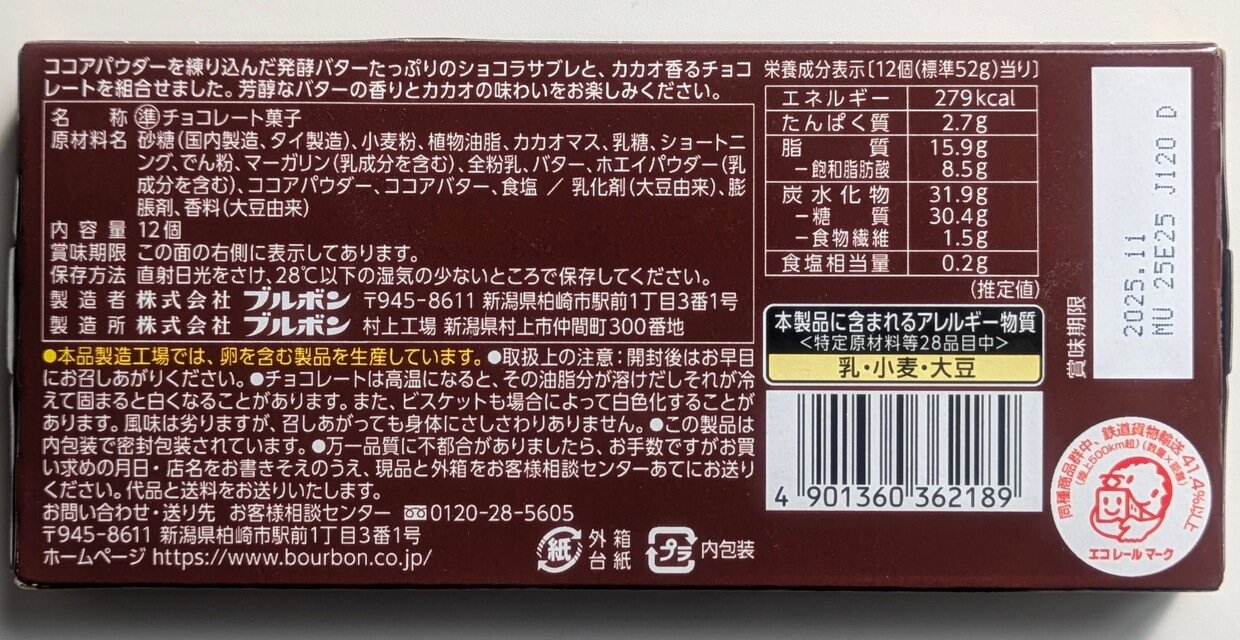 ココアパウダーを練り込んだ発酵バターたっぷりのショコラサブレと、カカオ香るチョコ
レートを組合せました。芳醇なバターの香りとカカオの味わいをお楽しみください。
名 称 ㊜チョコレート菓子
原材料名 砂糖(国内製造、タイ製造)、小麦粉、植物油脂、カカオマス、乳糖、ショートニ
ング、でん粉、マーガリン(乳成分を含む)、全粉乳、バター、ホエイパウダー(乳
成分を含む)、ココアパウダー、ココアバター、食塩 / 乳化剤(大豆由来)、膨
脹剤、香料(大豆由来)
内容量 12個
賞味期限 この面の右側に表示してあります。
保存方法 直射日光をさけ、28℃以下の湿気の少ないところで保存してください。
製造者 株式会社 ブルボン 〒945-8611 新潟県柏崎市駅前1丁目3番1号
製造所 株式会社 ブルボン 村上工場 新潟県村上市仲間町300番地
●本品製造工場では、卵を含む製品を生産しています。●取扱上の注意:開封後はお早目
にお召しあがりください。●チョコレートは高温になると、その油脂分が溶けだしそれが冷
えて固まると白くなることがあります。また、ビスケットも場合によって白色化することが
あります。風味は劣りますが、召しあがっても身体にさしさわりありません。●この製品は
内包装で密封包装されています。●万一品質に不都合がありましたら、お手数ですがお買
い求めの月日・店名をお書きそえのうえ、現品と外箱をお客様相談センターあてにお送り
ください。代品と送料をお送りいたします。
お問い合わせ・送り先 お客様相談センター 0120-28-5605
〒945-8611 新潟県柏崎市駅前1丁目3番1号
ホームページ https://www.bourbon.co.jp/
紙 外箱
台紙
プラ 内包装
栄養成分表示[12個(標準52g)当り]
エネルギー 279kcal
たんぱく質 2.7g
脂質 15.9g
−飽和脂肪酸 8.5g
炭水化物 31.9g
−糖質 30.4g
−食物繊維 1.5g
食塩相当量 0.2g
(推定値)
本製品に含まれるアレルギー物質
<特定原材料等28品目中>
乳・小麦・大豆
4 901360 362189
賞味期限
2025.11
MU 25E25 J120 D
同種商品群中、鉄道貨物輸送41.4%以上
(陸上500km超)(数量×距離)
エコレールマーク